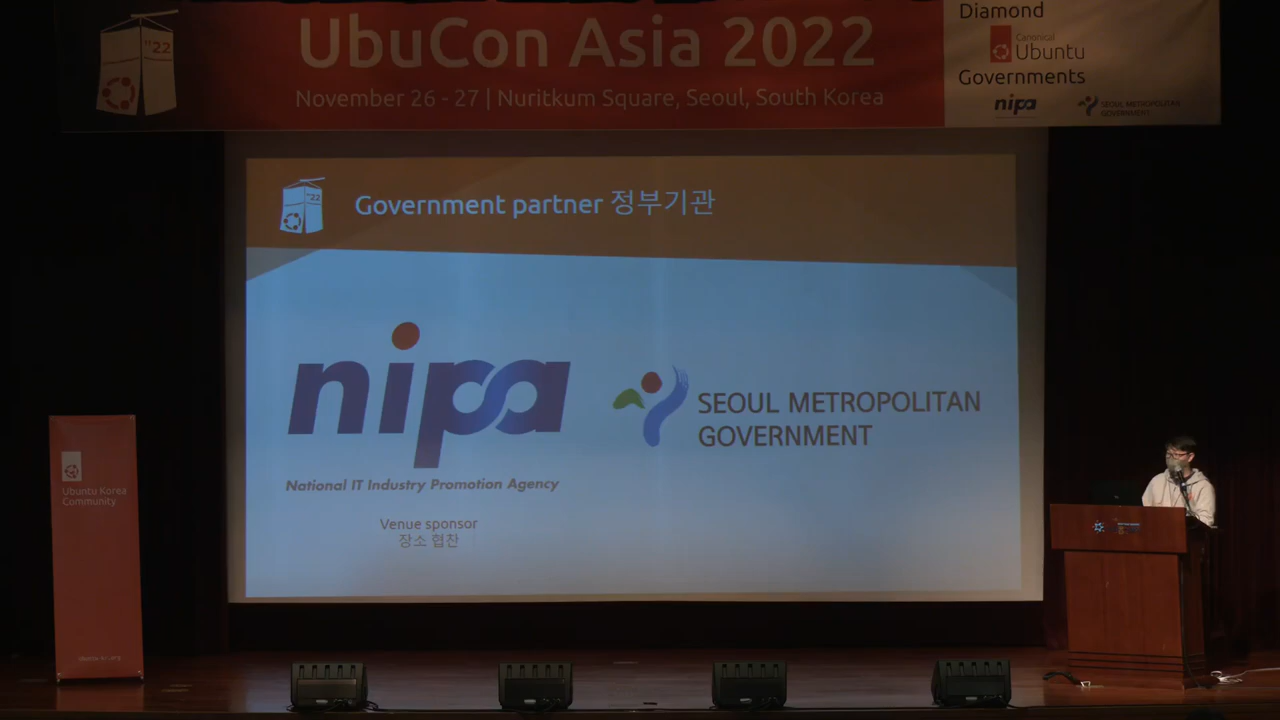 UbuCon Asia 2022
November 26 - 27 | Nuritkum Square, Seoul, South Korea
'22
Diamond
Canonical
Ubuntu
Governments
nipa
SEOUL METROPOLITAN
GOVERNMENT
'22
Government partner 정부기관
nipa
National IT Industry Promotion Agency
Venue sponsor
장소 협찬
SEOUL METROPOLITAN
GOVERNMENT
Ubuntu Korea
Community